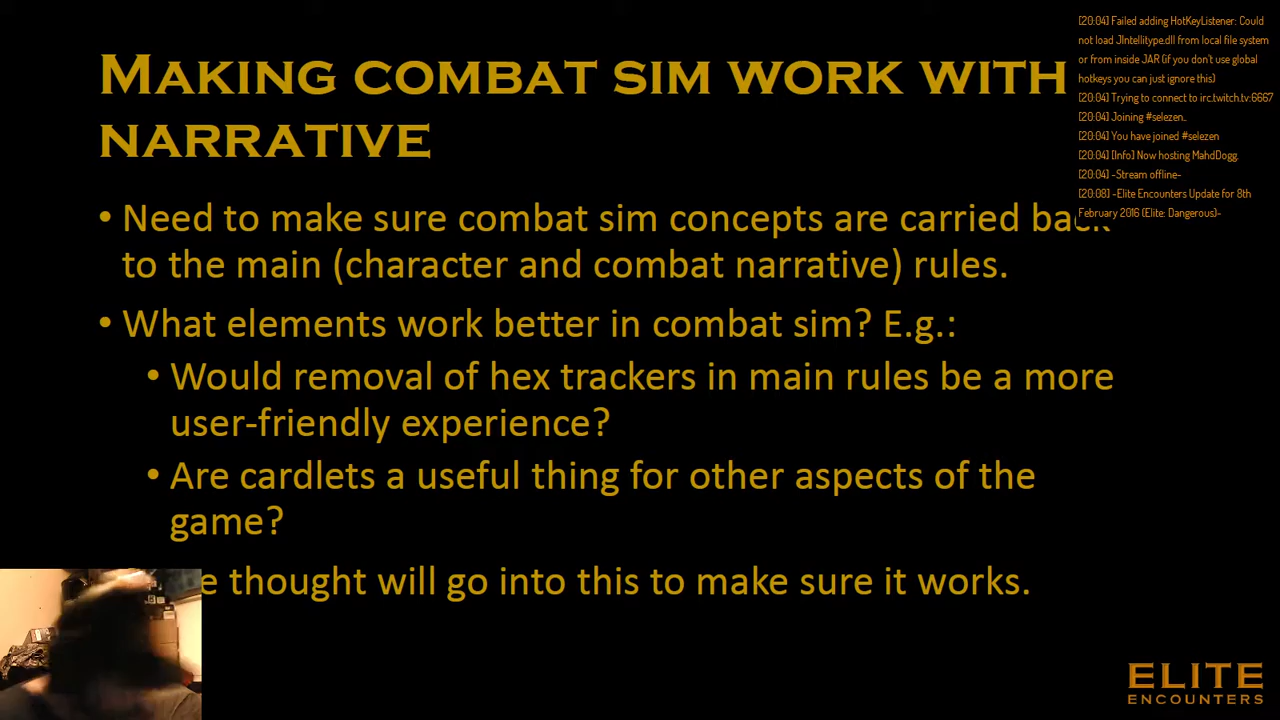 MAKING COMBAT SIM WORK WITH
NARRATIVE
• Need to make sure combat sim concepts are carried back
to the main (character and combat narrative) rules.
• What elements work better in combat sim? E.g.:
• Would removal of hex trackers in main rules be a more
user-friendly experience?
• Are cardlets a useful thing for other aspects of the
game?
thought will go into this to make sure it works.
[20:04] Failed adding HotKeyListener: Could
not load JIntellitype.dll from local file system
or from inside JAR (if you don't use global
hotkeys you can just ignore this)
[20:04] Trying to connect to irc.twitch.tv:6667
[20:04] Joining #selezen..
[20:04] You have joined #selezen
[20:04] [Info] Now hosting MahdDogg.
[20:04] ~Stream offline~
[20:08] ~Elite Encounters Update for 8th
February 2016 (Elite: Dangerous)~
ELITE
ENCOUNTERS